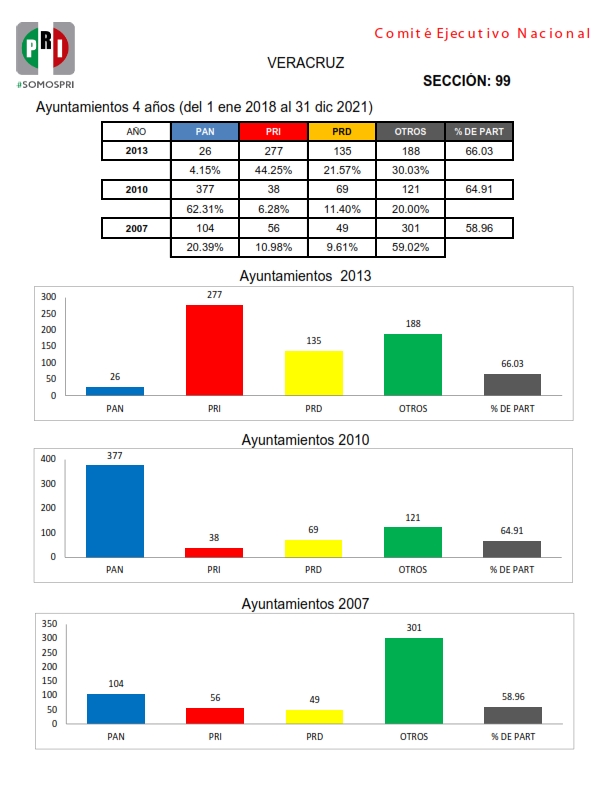 Comité Ejecutivo Nacional
PRI
#SOMOSPRI
VERACRUZ
SECCIÓN: 99
Ayuntamientos 4 años (del 1 ene 2018 al 31 dic 2021)
AÑO PAN PRI PRD OTROS % DE PART
2013 26 277 135 188 66.03
4.15% 44.25% 21.57% 30.03%
2010 377 38 69 121 64.91
62.31% 6.28% 11.40% 20.00%
2007 104 56 49 301 58.96
20.39% 10.98% 9.61% 59.02%
Ayuntamientos 2013
300
250
200
150
100
50
0
26 277 135 188 66.03
PAN PRI PRD OTROS % DE PART
Ayuntamientos 2010
400
300
200
100
0
377 38 69 121 64.91
PAN PRI PRD OTROS % DE PART
Ayuntamientos 2007
350
300
250
200
150
100
50
0
104 56 49 301 58.96
PAN PRI PRD OTROS % DE PART